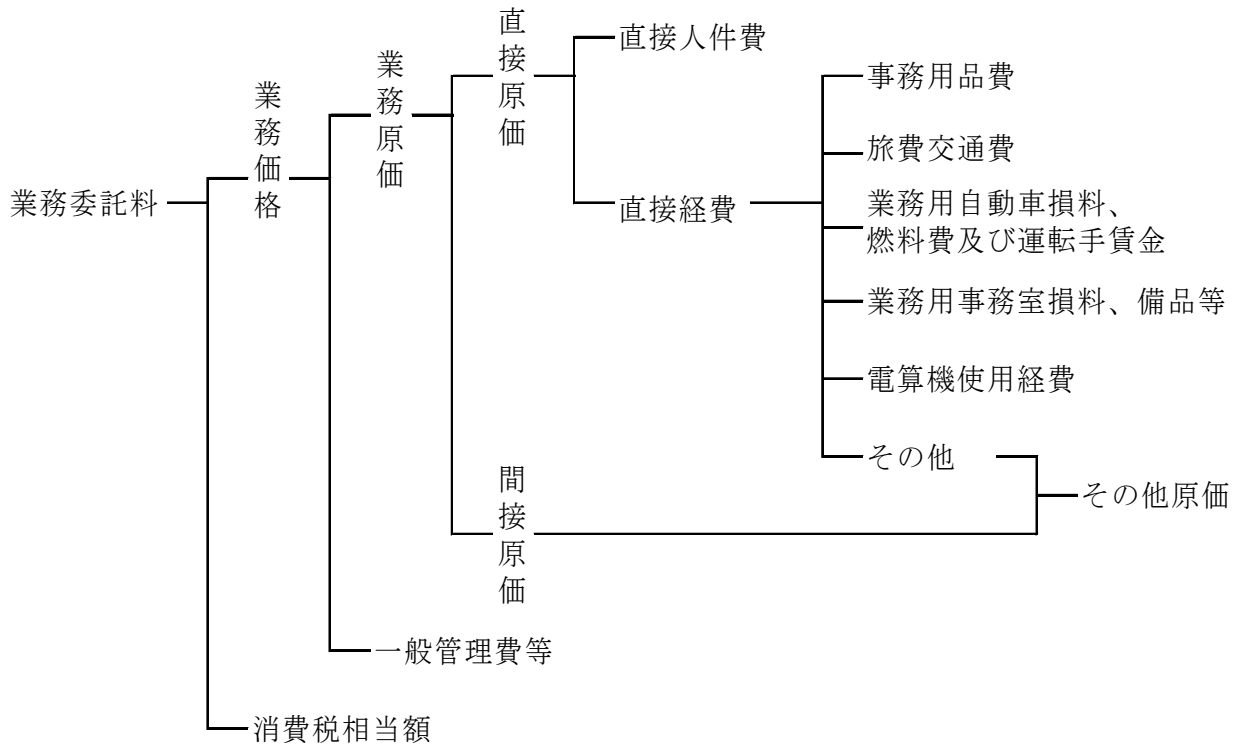 業務委託料
業務価格
業務原価
直接原価
直接人件費
直接経費
事務用品費
旅費交通費
業務用自動車損料、
燃料費及び運転手賃金
業務用事務室損料、備品等
電算機使用経費
その他
間接原価
その他原価
一般管理費等
消費税相当額